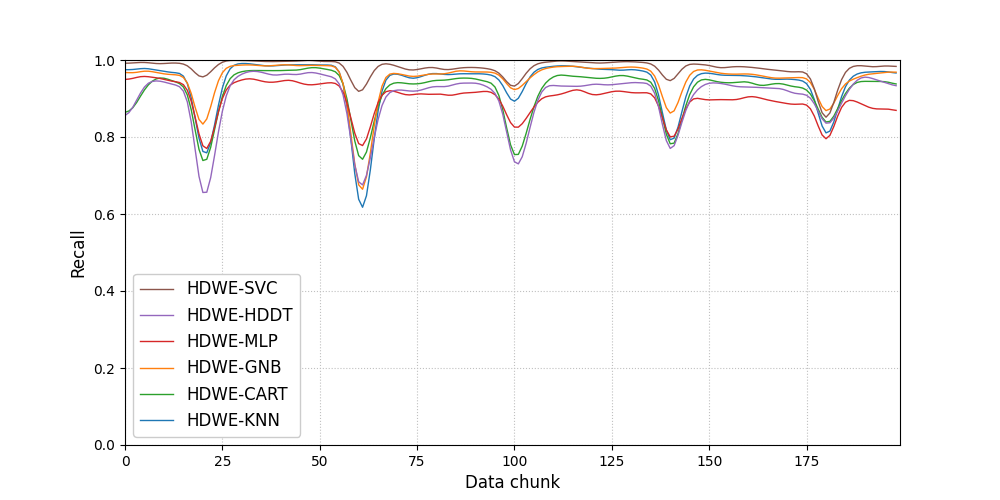 1.0
0.8
0.6
0.4
0.2
0.0
Recall
HDWE-SVC
HDWE-HDDT
HDWE-MLP
HDWE-GNB
HDWE-CART
HDWE-KNN
0 25 50 75 100 125 150 175
Data chunk